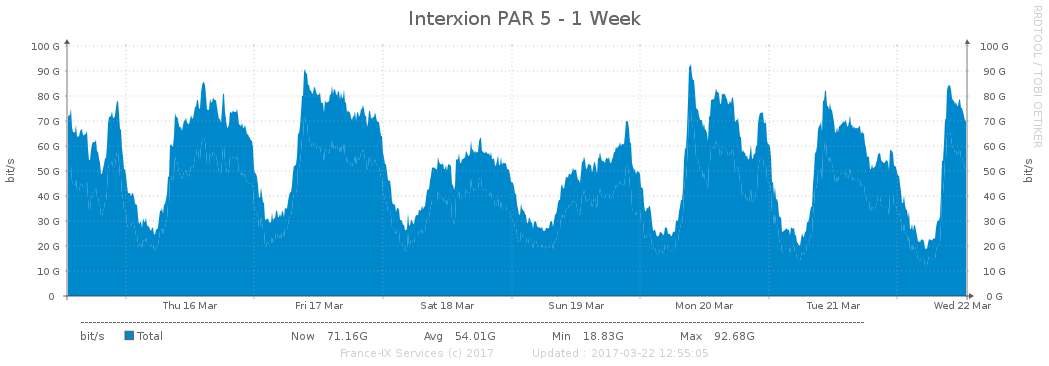 Interxion PAR 5 - 1 Week
RRDTOOL / TOBI OETIKER
bit/s
bit/s
100 G 100 G
90 G 90 G
80 G 80 G
70 G 70 G
60 G 60 G
50 G 50 G
40 G 40 G
30 G 30 G
20 G 20 G
10 G 10 G
0 0 G
Thu 16 Mar Fri 17 Mar Sat 18 Mar Sun 19 Mar Mon 20 Mar Tue 21 Mar Wed 22 Mar
bit/s Total Now 71.16G Avg 54.01G Min 18.83G Max 92.68G
France-IX Services (c) 2017 Updated : 2017-03-22 12:55:05